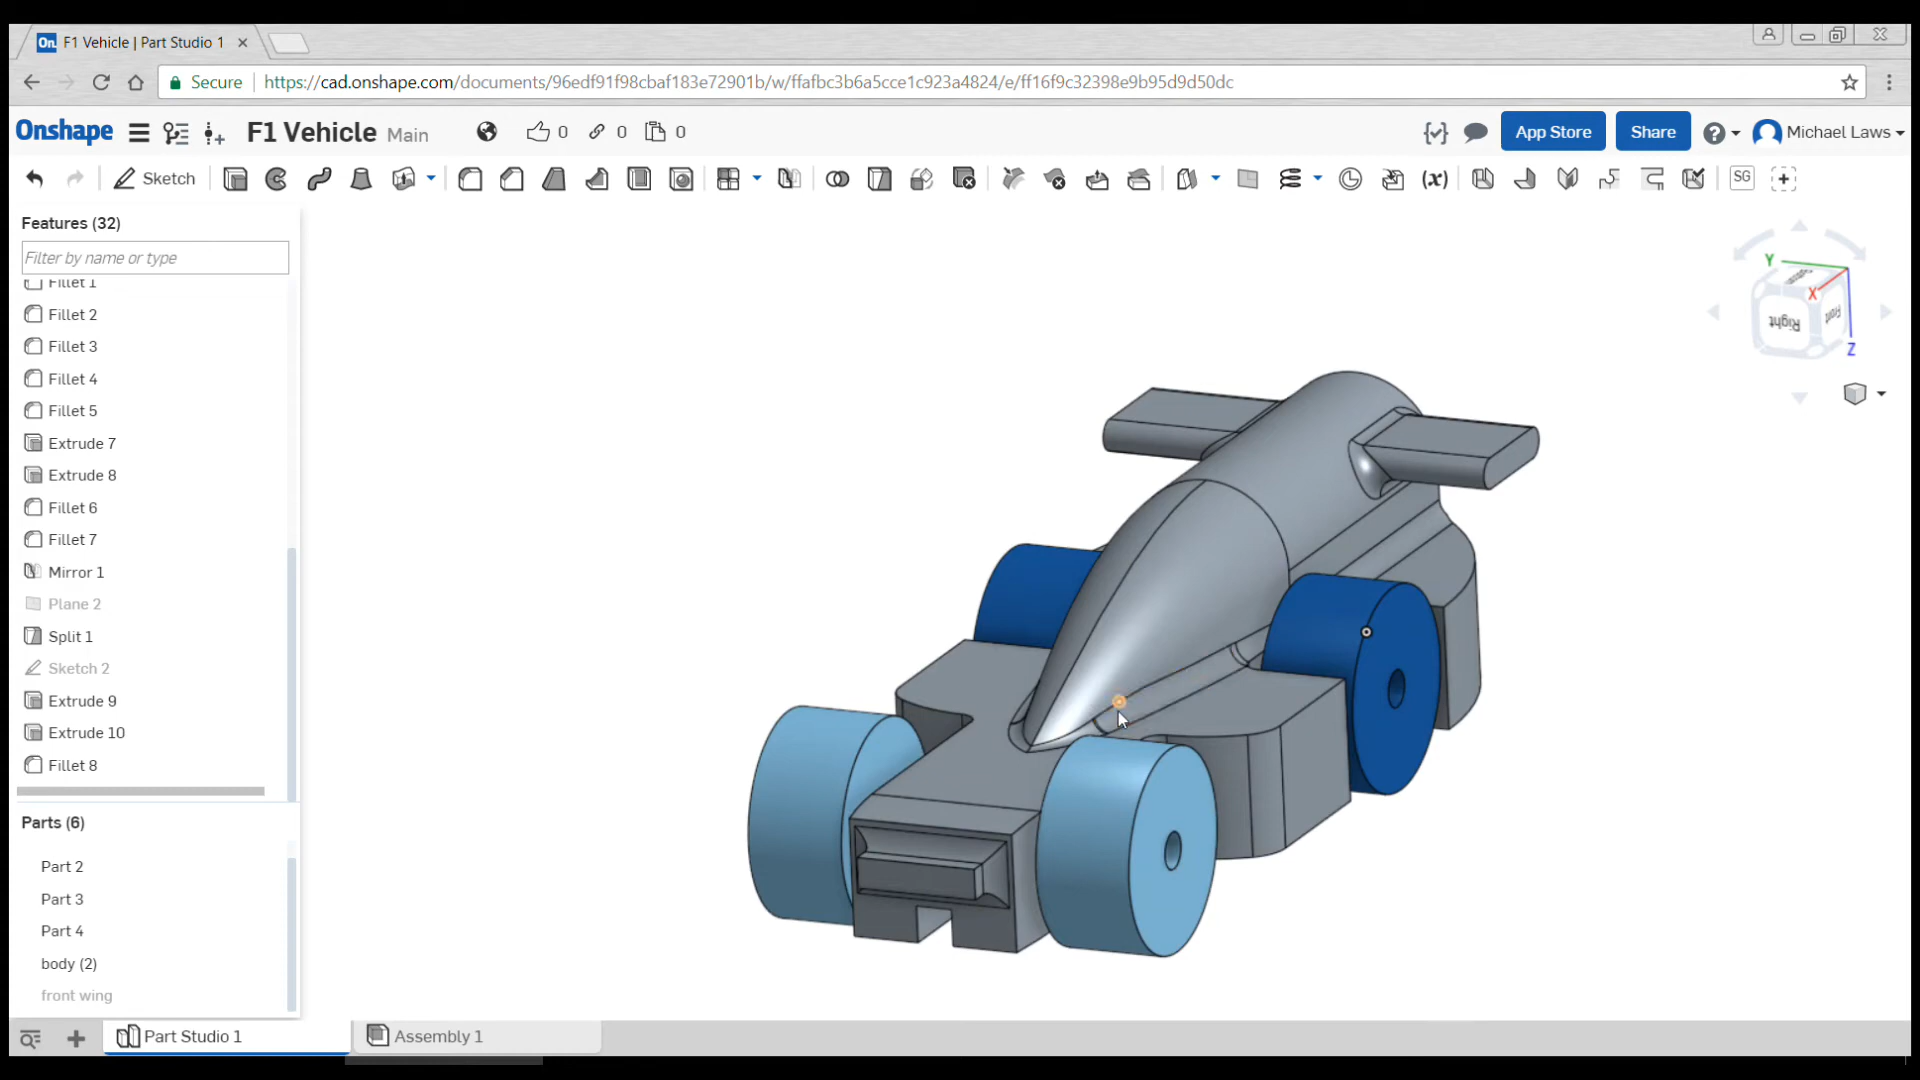 On F1 Vehicle | Part Studio 1
Secure https://cad.onshape.com/documents/96edf91f98cbaf183e72901b/w/ffafbc3b6a5cce1c923a4824/e/ff16f9c32398e9b95d9d50dc
Onshape F1 Vehicle Main 0 0 0 App Store Share ? Michael Laws
Sketch (x) SG
Features (32)
Filter by name or type
Fillet 1
Fillet 2
Fillet 3
Fillet 4
Fillet 5
Extrude 7
Extrude 8
Fillet 6
Fillet 7
Mirror 1
Plane 2
Split 1
Sketch 2
Extrude 9
Extrude 10
Fillet 8
Parts (6)
Part 2
Part 3
Part 4
body (2)
front wing
Y
X
Right
Front
Z
Part Studio 1 Assembly 1